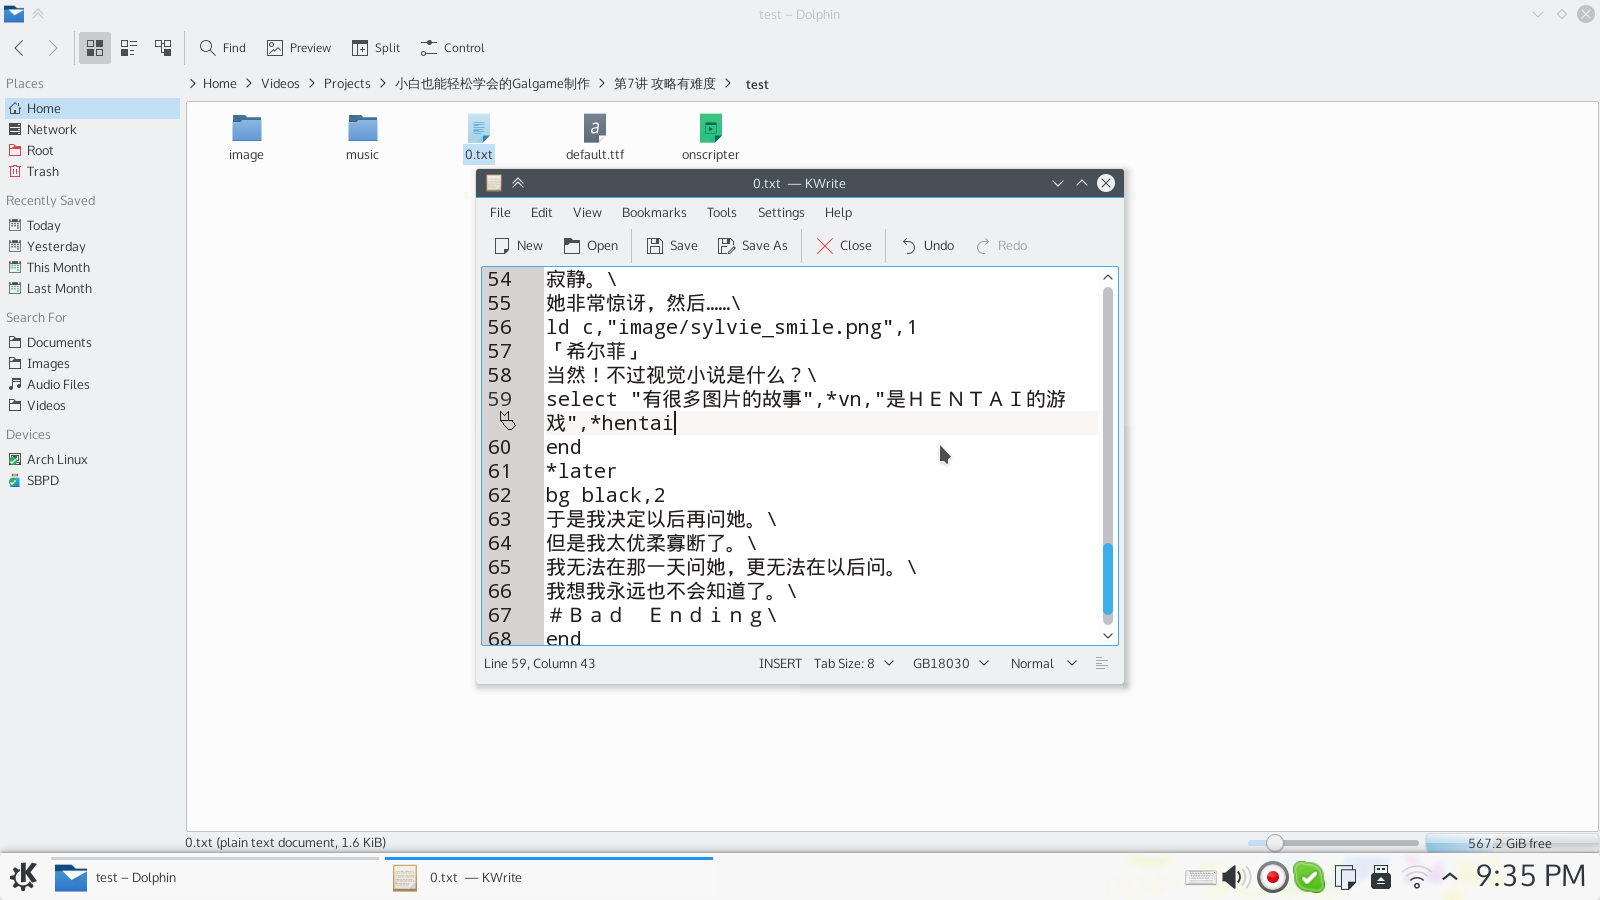 test – Dolphin
Find
Preview
Split
Control
Places
Home
Network
Root
Trash
Recently Saved
Today
Yesterday
This Month
Last Month
Search For
Documents
Images
Audio Files
Videos
Devices
Arch Linux
SBPD
Home
Videos
Projects
小白也能轻松学会的Galgame制作
第7讲 攻略有难度
test
image
music
0.txt
default.ttf
onscripter
0.txt — KWrite
File Edit View Bookmarks Tools Settings Help
New Open Save Save As Close Undo Redo
54 寂静。\
55 她非常惊讶，然后……\
56 ld c,"image/sylvie_smile.png",1
57 「希尔菲」
58 当然！不过视觉小说是什么？\
59 select "有很多图片的故事",*vn,"是ＨＥＮＴＡＩ的游
戏",*hentai
60 end
61 *later
62 bg black,2
63 于是我决定以后再问她。\
64 但是我太优柔寡断了。\
65 我无法在那一天问她，更无法在以后问。\
66 我想我永远也不会知道了。\
67 ＃Ｂａｄ　Ｅｎｄｉｎｇ\
68 end
Line 59, Column 43
INSERT
Tab Size: 8
GB18030
Normal
0.txt (plain text document, 1.6 KiB)
567.2 GiB free
test – Dolphin
0.txt — KWrite
9:35 PM